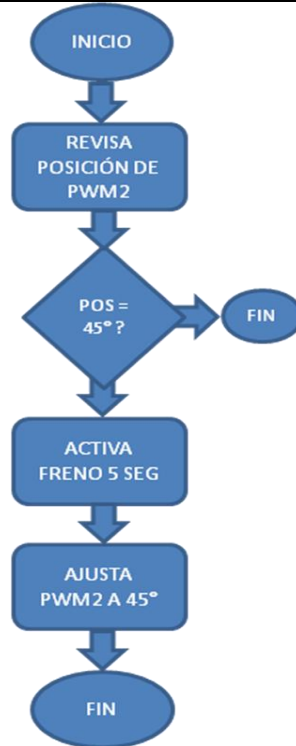 INICIO
REVISA
POSICIÓN DE
PWM2
POS =
45° ?
FIN
ACTIVA
FRENO 5 SEG
AJUSTA
PWM2 A 45°
FIN